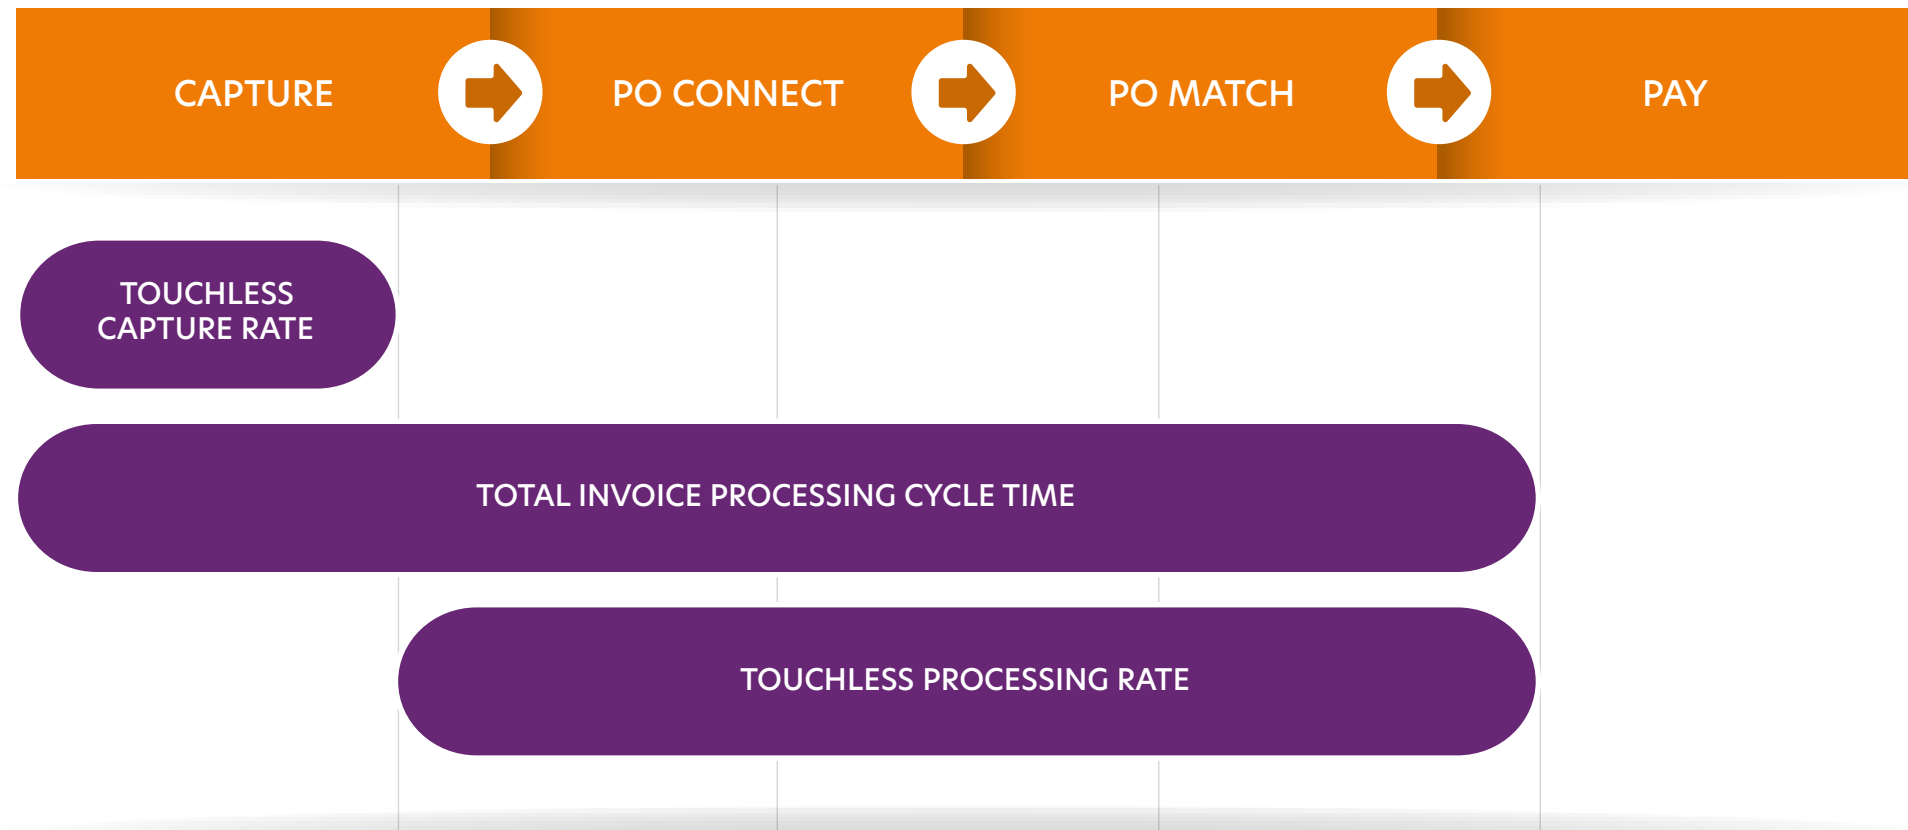 CAPTURE
PO CONNECT
PO MATCH
PAY
TOUCHLESS
CAPTURE RATE
TOTAL INVOICE PROCESSING CYCLE TIME
TOUCHLESS PROCESSING RATE